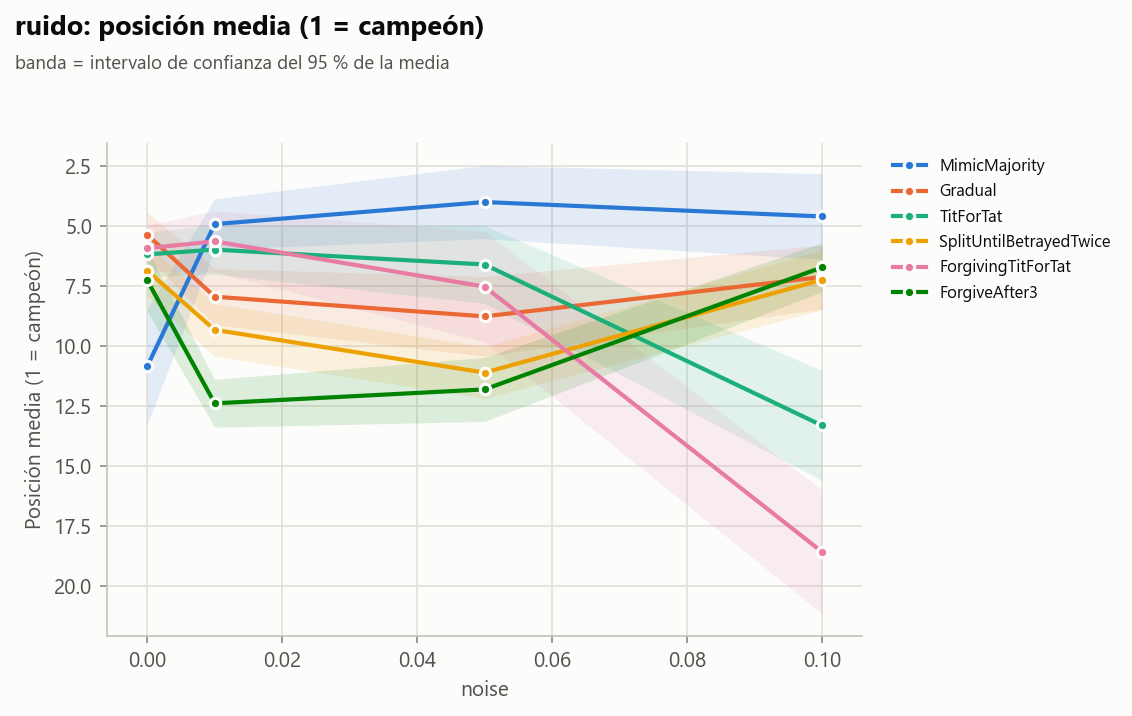 ruido: posición media (1 = campeón)
banda = intervalo de confianza del 95 % de la media
Posición media (1 = campeón)
2.5
5.0
7.5
10.0
12.5
15.0
17.5
20.0
0.00
0.02
0.04
0.06
0.08
0.10
noise
MimicMajority
Gradual
TitForTat
SplitUntilBetrayedTwice
ForgivingTitForTat
ForgiveAfter3